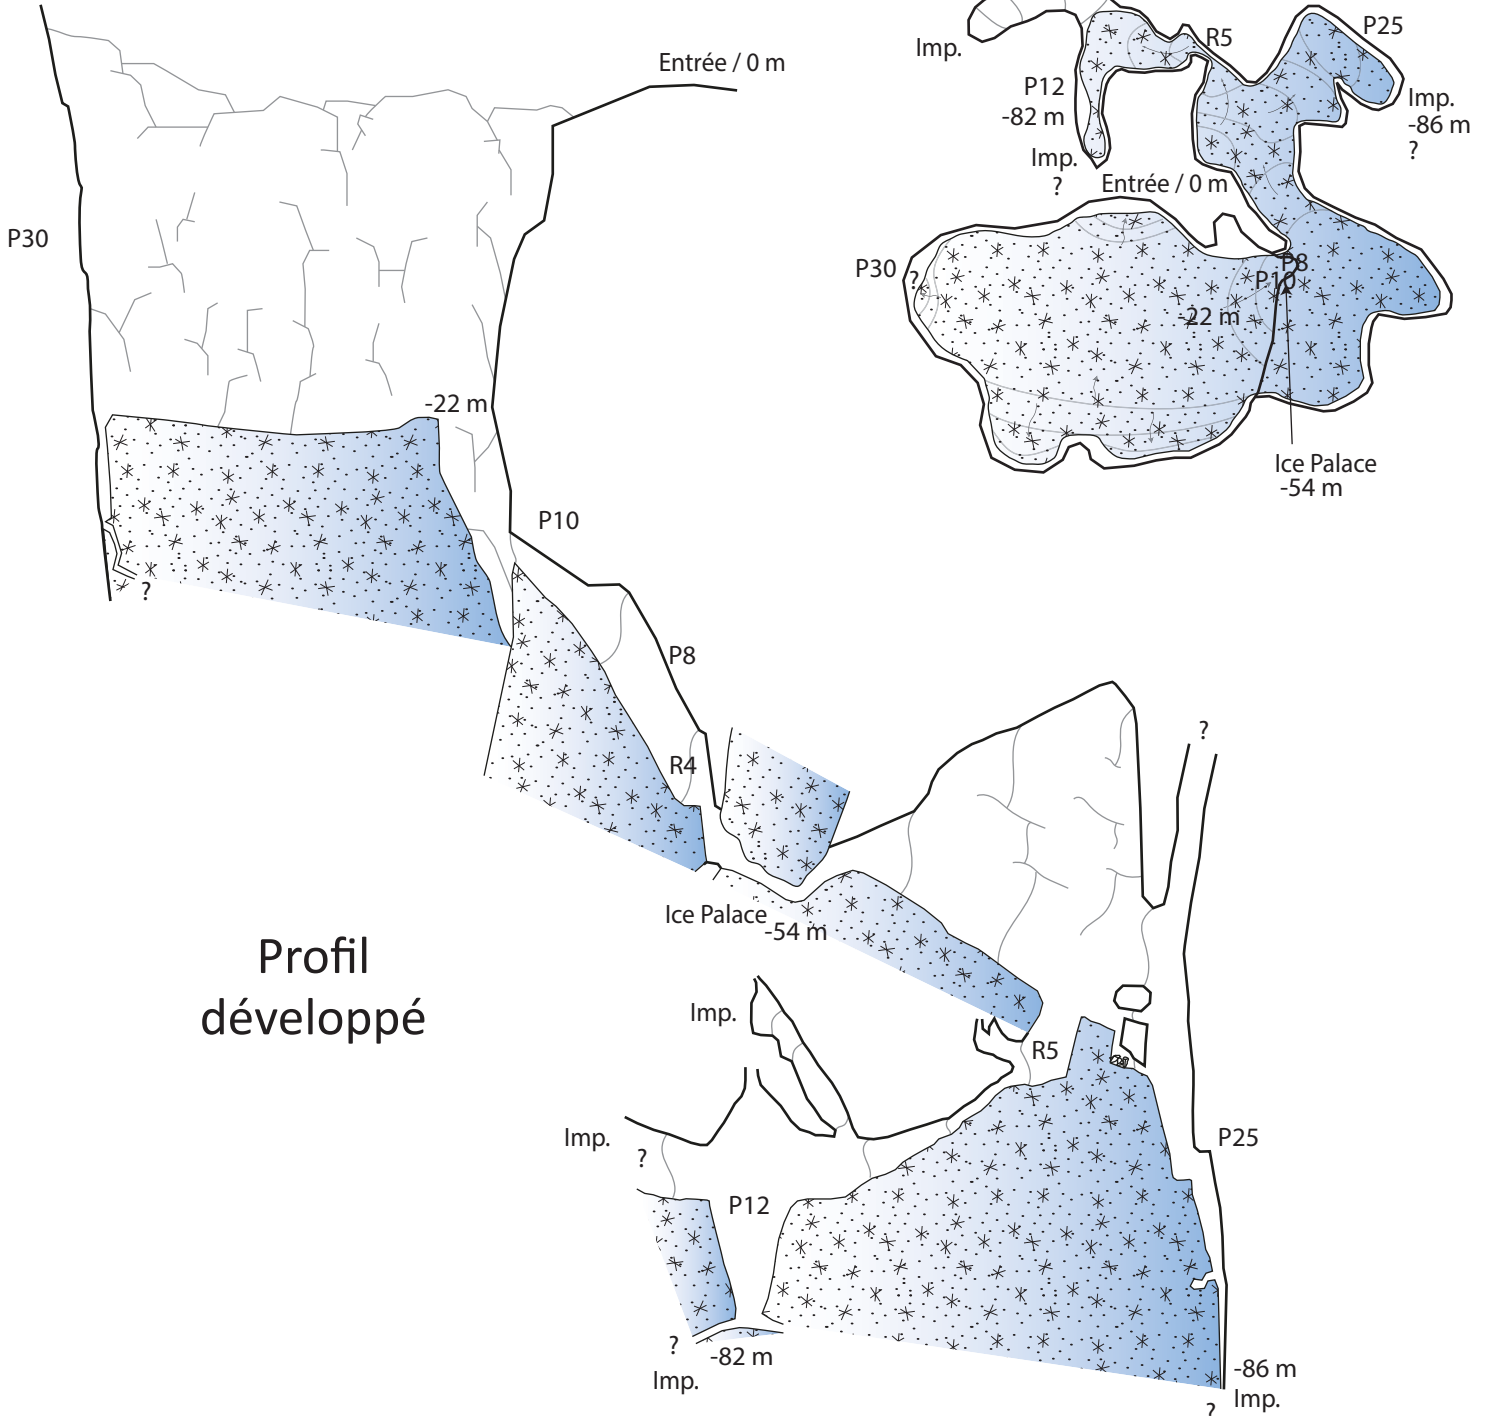 Imp.
R5
P25
P12
-82 m
Imp.
-86 m
?
Imp.
?
Entrée / 0 m
P30
?
P8
P10
-22 m
Ice Palace
-54 m
Entrée / 0 m
P30
-22 m
P10
?
P8
R4
?
Ice Palace
-54 m
Profil
développé
Imp.
R5
Imp.
?
P25
P12
?
-82 m
Imp.
-86 m
Imp.
?